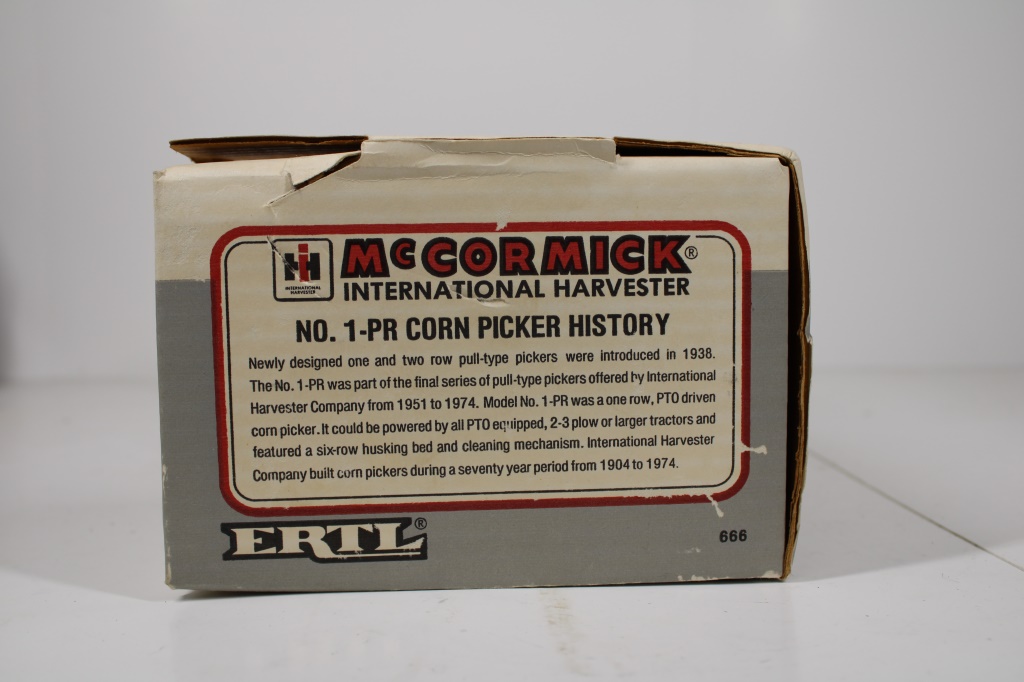 McCORMICK®
IH
INTERNATIONAL
HARVESTER
INTERNATIONAL HARVESTER
NO. 1-PR CORN PICKER HISTORY
Newly designed one and two row pull-type pickers were introduced in 1938.
The No. 1-PR was part of the final series of pull-type pickers offered by International
Harvester Company from 1951 to 1974. Model No. 1-PR was a one row, PTO driven
corn picker. It could be powered by all PTO equipped, 2-3 plow or larger tractors and
featured a six-row husking bed and cleaning mechanism. International Harvester
Company built corn pickers during a seventy year period from 1904 to 1974.
ERTL®
666